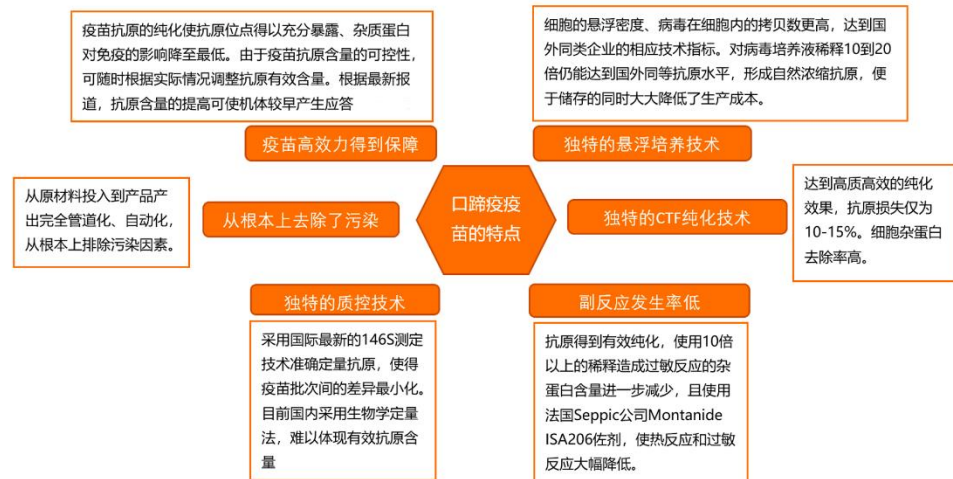 疫苗抗原的纯化使抗原位点得以充分暴露、杂质蛋白
对免疫的影响降至最低。由于疫苗抗原含量的可控性，
可随时根据实际情况调整抗原有效含量。根据最新报
道，抗原含量的提高可使机体较早产生应答
细胞的悬浮密度、病毒在细胞内的拷贝数更高，达到国
外同类企业的相应技术指标。对病毒培养液稀释10到20
倍仍能达到国外同等抗原水平，形成自然浓缩抗原，便
于储存的同时大大降低了生产成本。
疫苗高效力得到保障
独特的悬浮培养技术
从原材料投入到产品产
出完全管道化、自动化，
从根本上排除污染因素。
从根本上去除了污染
口蹄疫疫
苗的特点
独特的CTF纯化技术
达到高质高效的纯化
效果，抗原损失仅为
10-15%。细胞杂蛋白
去除率高。
独特的质控技术
副反应发生率低
采用国际最新的146S测定
技术准确定量抗原，使得
疫苗批次间的差异最小化。
目前国内采用生物学定量
法，难以体现有效抗原含
量
抗原得到有效纯化，使用10倍
以上的稀释造成过敏反应的杂
蛋白含量进一步减少，且使用
法国Seppic公司Montanide
ISA206佐剂，使热反应和过敏
反应大幅降低。